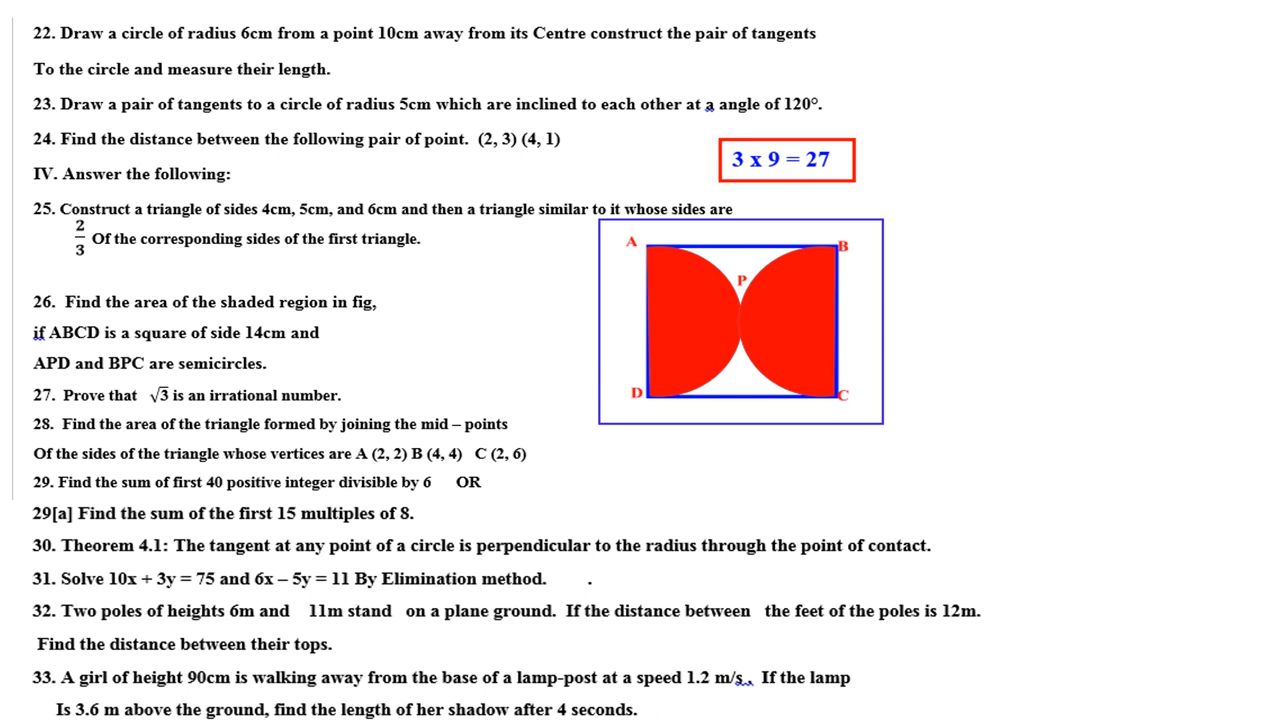 22. Draw a circle of radius 6cm from a point 10cm away from its Centre construct the pair of tangents
To the circle and measure their length.
23. Draw a pair of tangents to a circle of radius 5cm which are inclined to each other at a angle of 120°.
24. Find the distance between the following pair of point. (2, 3) (4, 1)
3 x 9 = 27
IV. Answer the following:
25. Construct a triangle of sides 4cm, 5cm, and 6cm and then a triangle similar to it whose sides are
2/3 Of the corresponding sides of the first triangle.
A B
P
D C
26. Find the area of the shaded region in fig,
if ABCD is a square of side 14cm and
APD and BPC are semicircles.
27. Prove that √3 is an irrational number.
28. Find the area of the triangle formed by joining the mid – points
Of the sides of the triangle whose vertices are A (2, 2) B (4, 4) C (2, 6)
29. Find the sum of first 40 positive integer divisible by 6 OR
29[a] Find the sum of the first 15 multiples of 8.
30. Theorem 4.1: The tangent at any point of a circle is perpendicular to the radius through the point of contact.
31. Solve 10x + 3y = 75 and 6x – 5y = 11 By Elimination method. .
32. Two poles of heights 6m and 11m stand on a plane ground. If the distance between the feet of the poles is 12m.
Find the distance between their tops.
33. A girl of height 90cm is walking away from the base of a lamp-post at a speed 1.2 m/s., If the lamp
Is 3.6 m above the ground, find the length of her shadow after 4 seconds.